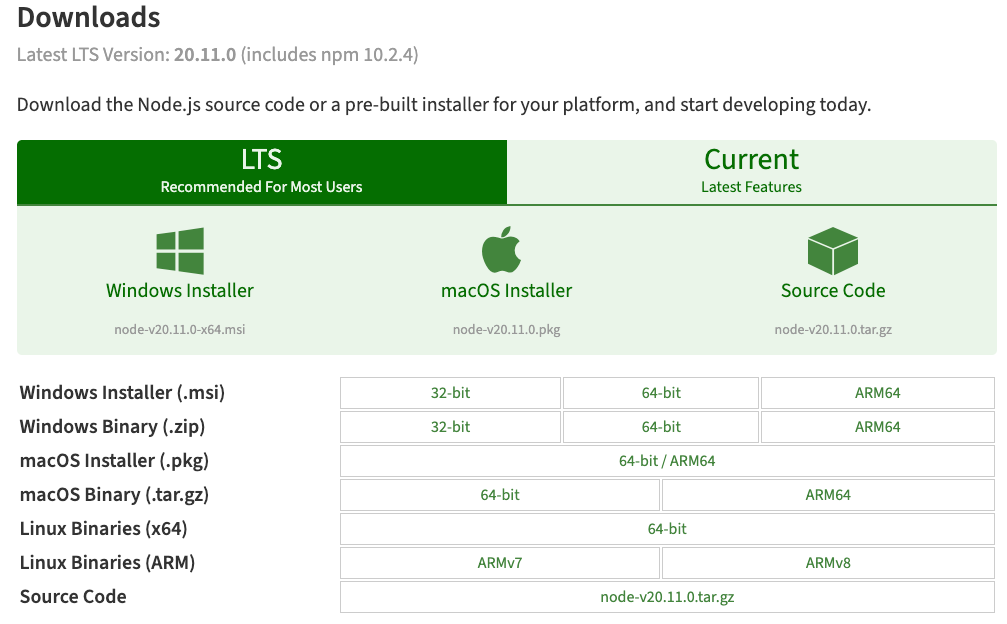 Downloads
Latest LTS Version: 20.11.0 (includes npm 10.2.4)
Download the Node.js source code or a pre-built installer for your platform, and start developing today.
LTS
Recommended For Most Users
Current
Latest Features
Windows Installer
node-v20.11.0-x64.msi
macOS Installer
node-v20.11.0.pkg
Source Code
node-v20.11.0.tar.gz
Windows Installer (.msi) 32-bit 64-bit ARM64
Windows Binary (.zip) 32-bit 64-bit ARM64
macOS Installer (.pkg) 64-bit / ARM64
macOS Binary (.tar.gz) 64-bit ARM64
Linux Binaries (x64) 64-bit
Linux Binaries (ARM) ARMv7 ARMv8
Source Code node-v20.11.0.tar.gz